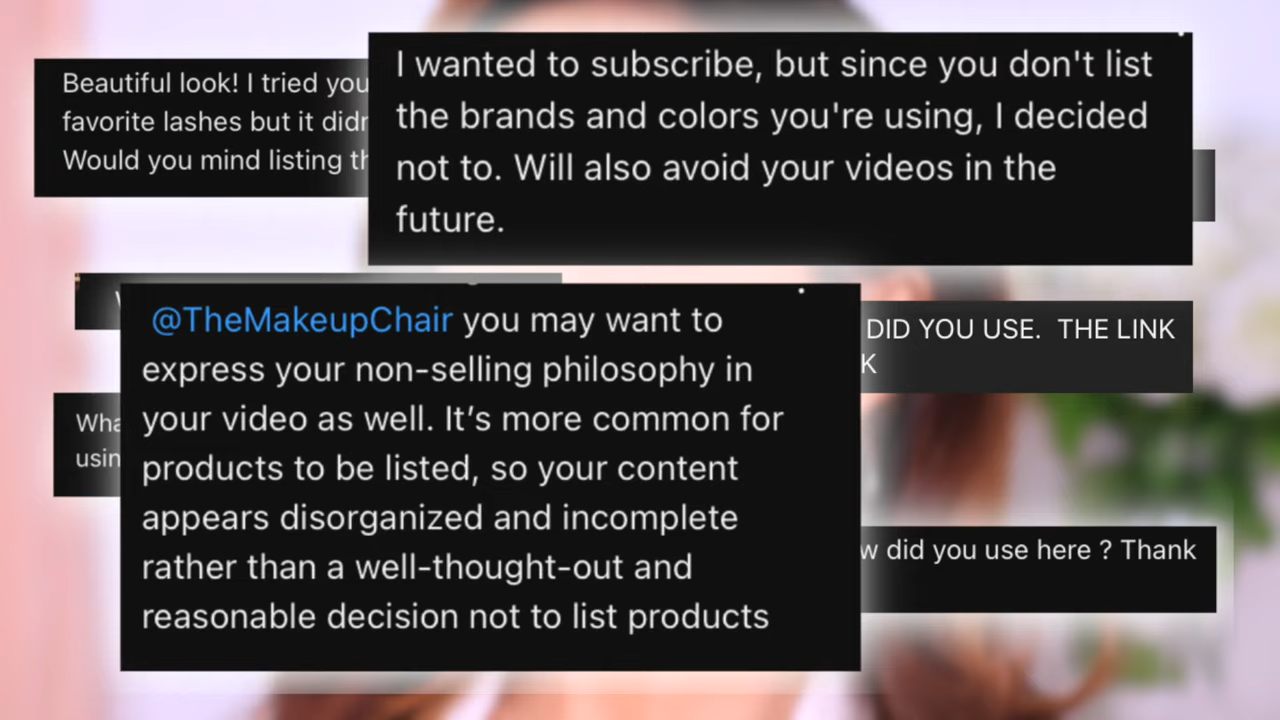 Beautiful look! I tried you
favorite lashes but it didr
Would you mind listing th
I wanted to subscribe, but since you don't list
the brands and colors you're using, I decided
not to. Will also avoid your videos in the
future.
@TheMakeupChair you may want to
express your non-selling philosophy in
your video as well. It’s more common for
products to be listed, so your content
appears disorganized and incomplete
rather than a well-thought-out and
reasonable decision not to list products
DID YOU USE. THE LINK
K
Wha
usin
w did you use here ? Thank